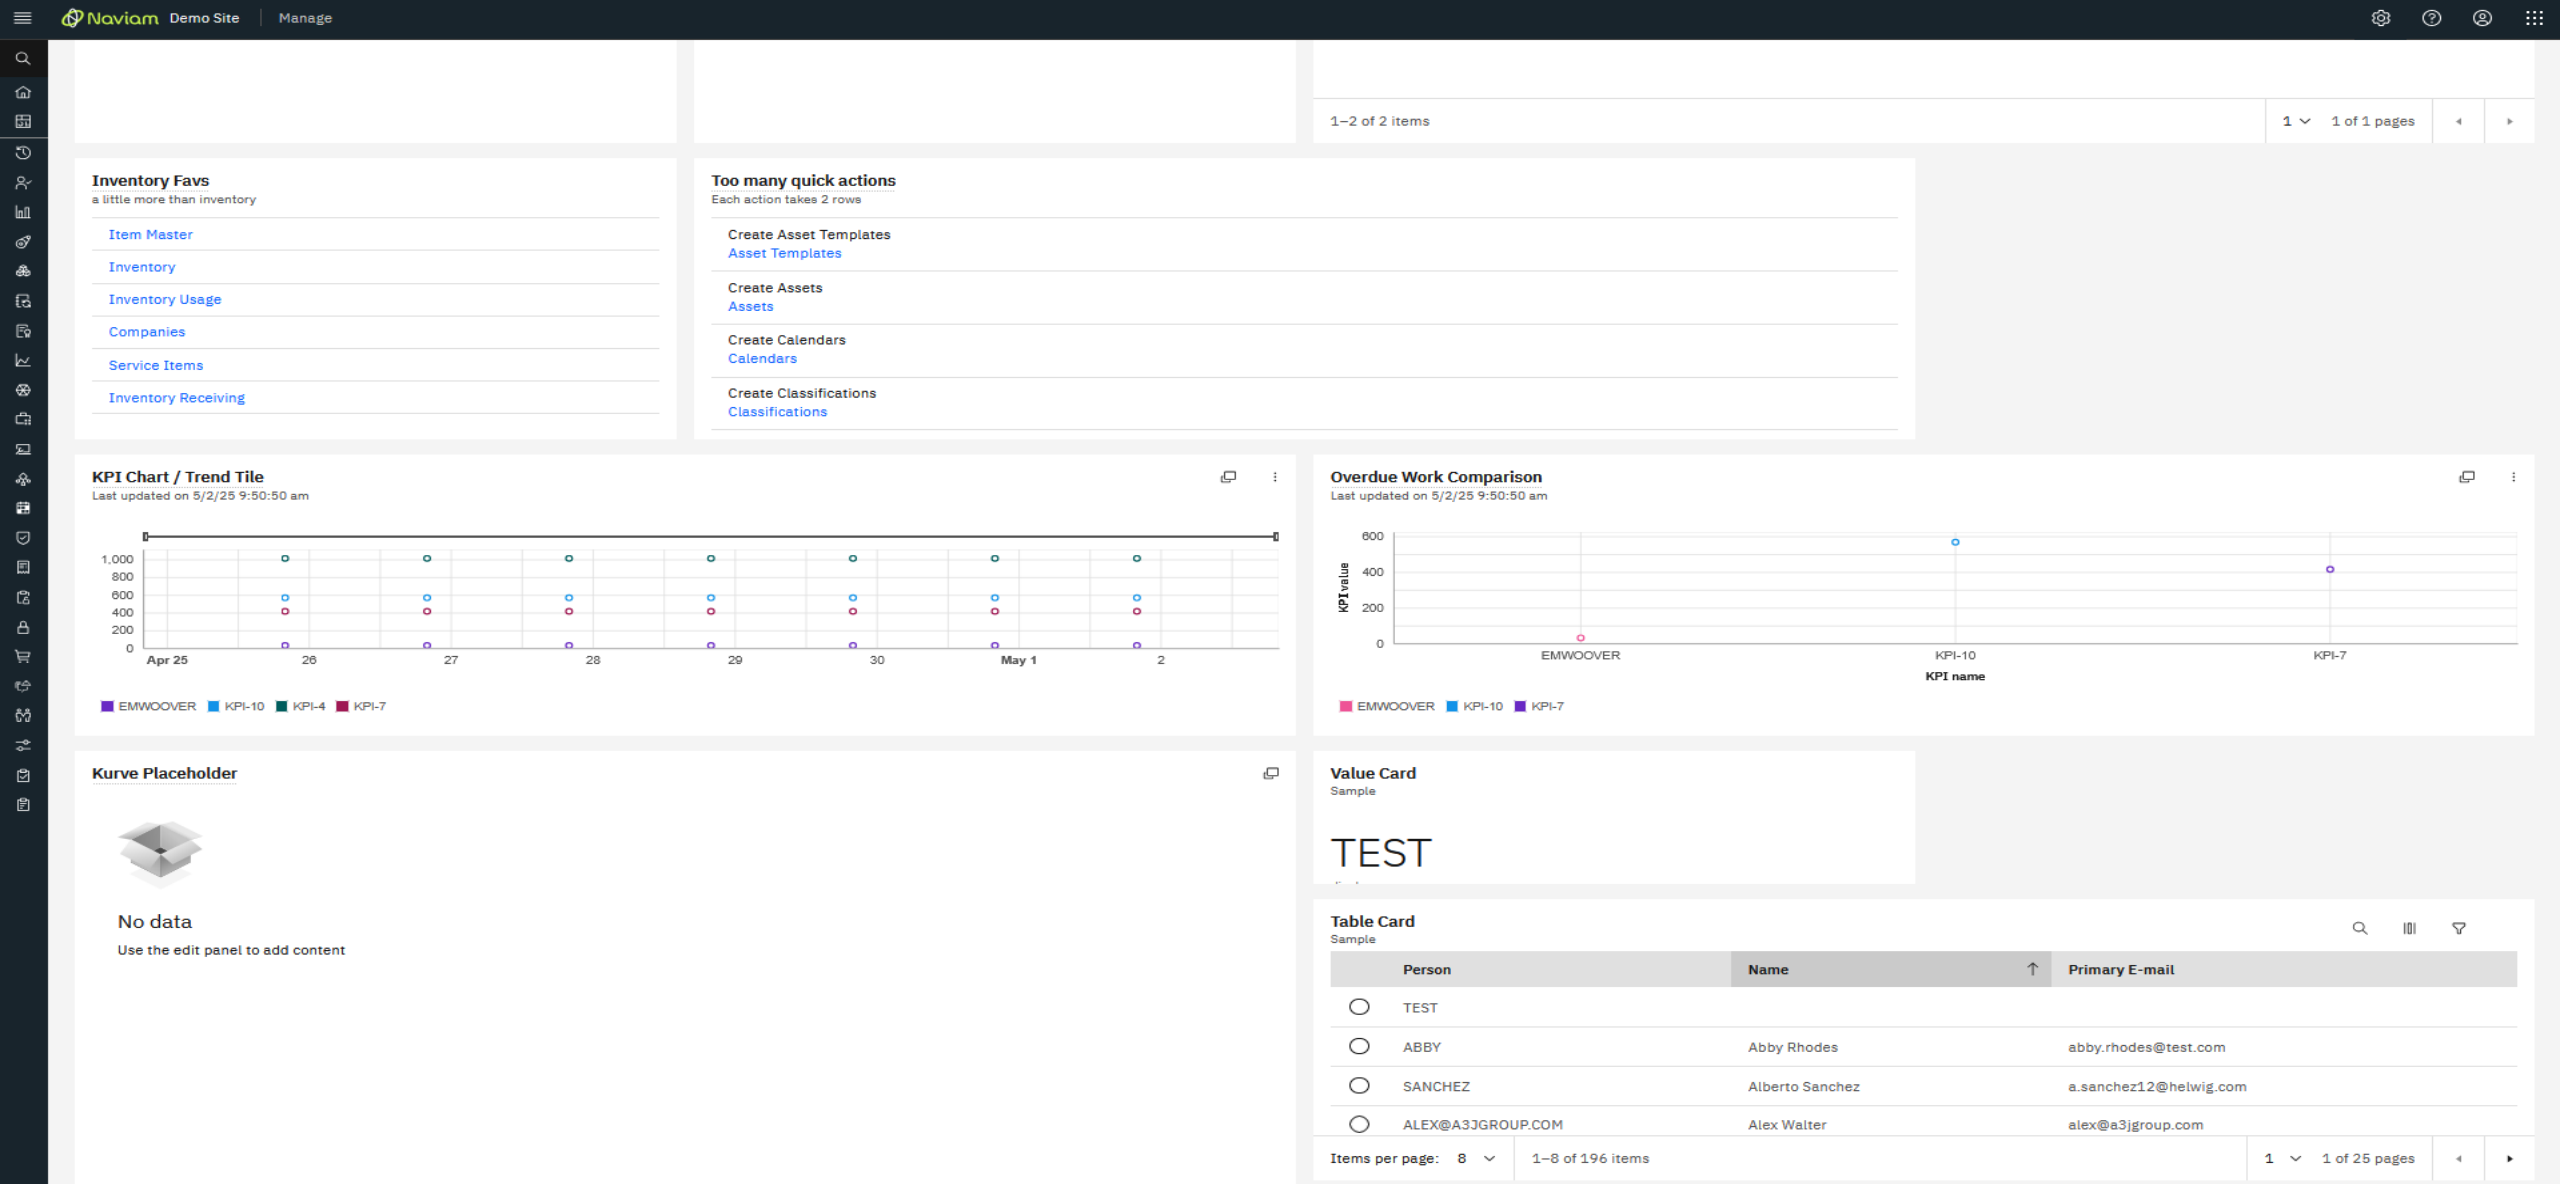 Naviam Demo Site Manage
1–2 of 2 items 1 1 of 1 pages
Inventory Favs
a little more than inventory
Item Master
Inventory
Inventory Usage
Companies
Service Items
Inventory Receiving
Too many quick actions
Each action takes 2 rows
Create Asset Templates
Asset Templates
Create Assets
Assets
Create Calendars
Calendars
Create Classifications
Classifications
KPI Chart / Trend Tile
Last updated on 5/2/25 9:50:50 am
1,000
800
600
400
200
0
Apr 25 26 27 28 29 30 May 1 2
EMWOOVER KPI-10 KPI-4 KPI-7
Overdue Work Comparison
Last updated on 5/2/25 9:50:50 am
KPI value
600
400
200
0
EMWOOVER KPI-10 KPI-7
KPI name
EMWOOVER KPI-10 KPI-7
Kurve Placeholder
No data
Use the edit panel to add content
Value Card
Sample
TEST
Table Card
Sample
Person Name Primary E-mail
TEST
ABBY Abby Rhodes abby.rhodes@test.com
SANCHEZ Alberto Sanchez a.sanchez12@helwig.com
ALEX@A3JGROUP.COM Alex Walter alex@a3jgroup.com
Items per page: 8 1–8 of 196 items 1 1 of 25 pages